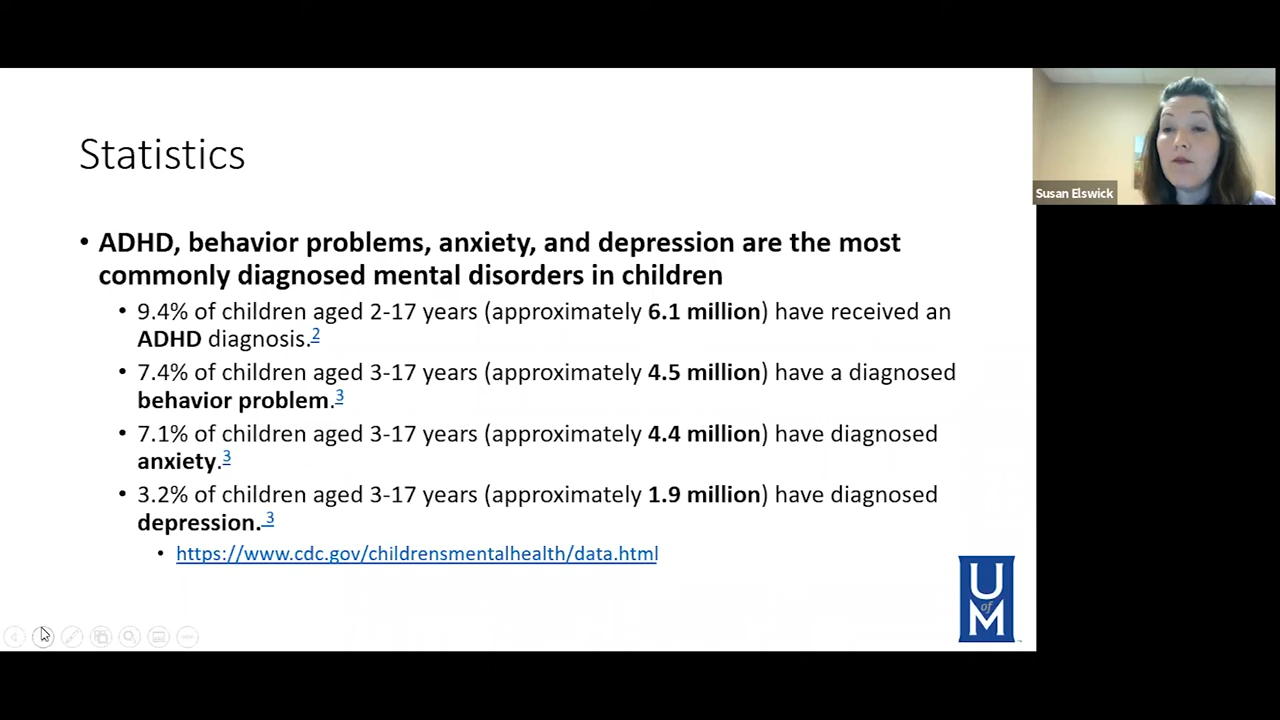 Statistics
• ADHD, behavior problems, anxiety, and depression are the most
commonly diagnosed mental disorders in children
• 9.4% of children aged 2-17 years (approximately 6.1 million) have received an
ADHD diagnosis.2
• 7.4% of children aged 3-17 years (approximately 4.5 million) have a diagnosed
behavior problem.3
• 7.1% of children aged 3-17 years (approximately 4.4 million) have diagnosed
anxiety.3
• 3.2% of children aged 3-17 years (approximately 1.9 million) have diagnosed
depression. 3
• https://www.cdc.gov/childrensmentalhealth/data.html
Susan Elswick
U
of
M